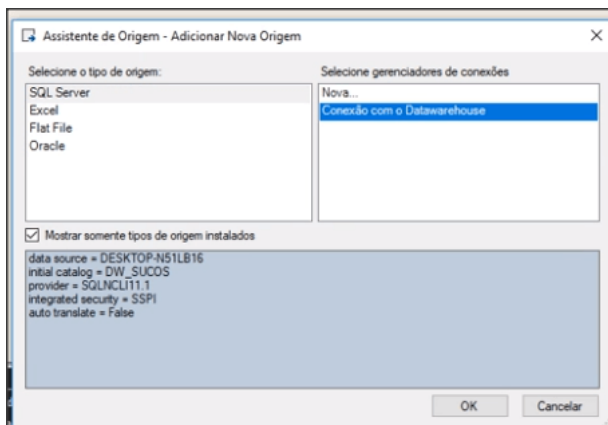 Assistente de Origem - Adicionar Nova Origem
Selecione o tipo de origem:
SQL Server
Excel
Flat File
Oracle
Selecione gerenciadores de conexões
Nova...
Conexão com o Datawarehouse
Mostrar somente tipos de origem instalados
data source = DESKTOP-N51LB16
initial catalog = DW_SUCOS
provider = SQLNCLI11.1
integrated security = SSPI
auto translate = False
OK
Cancelar